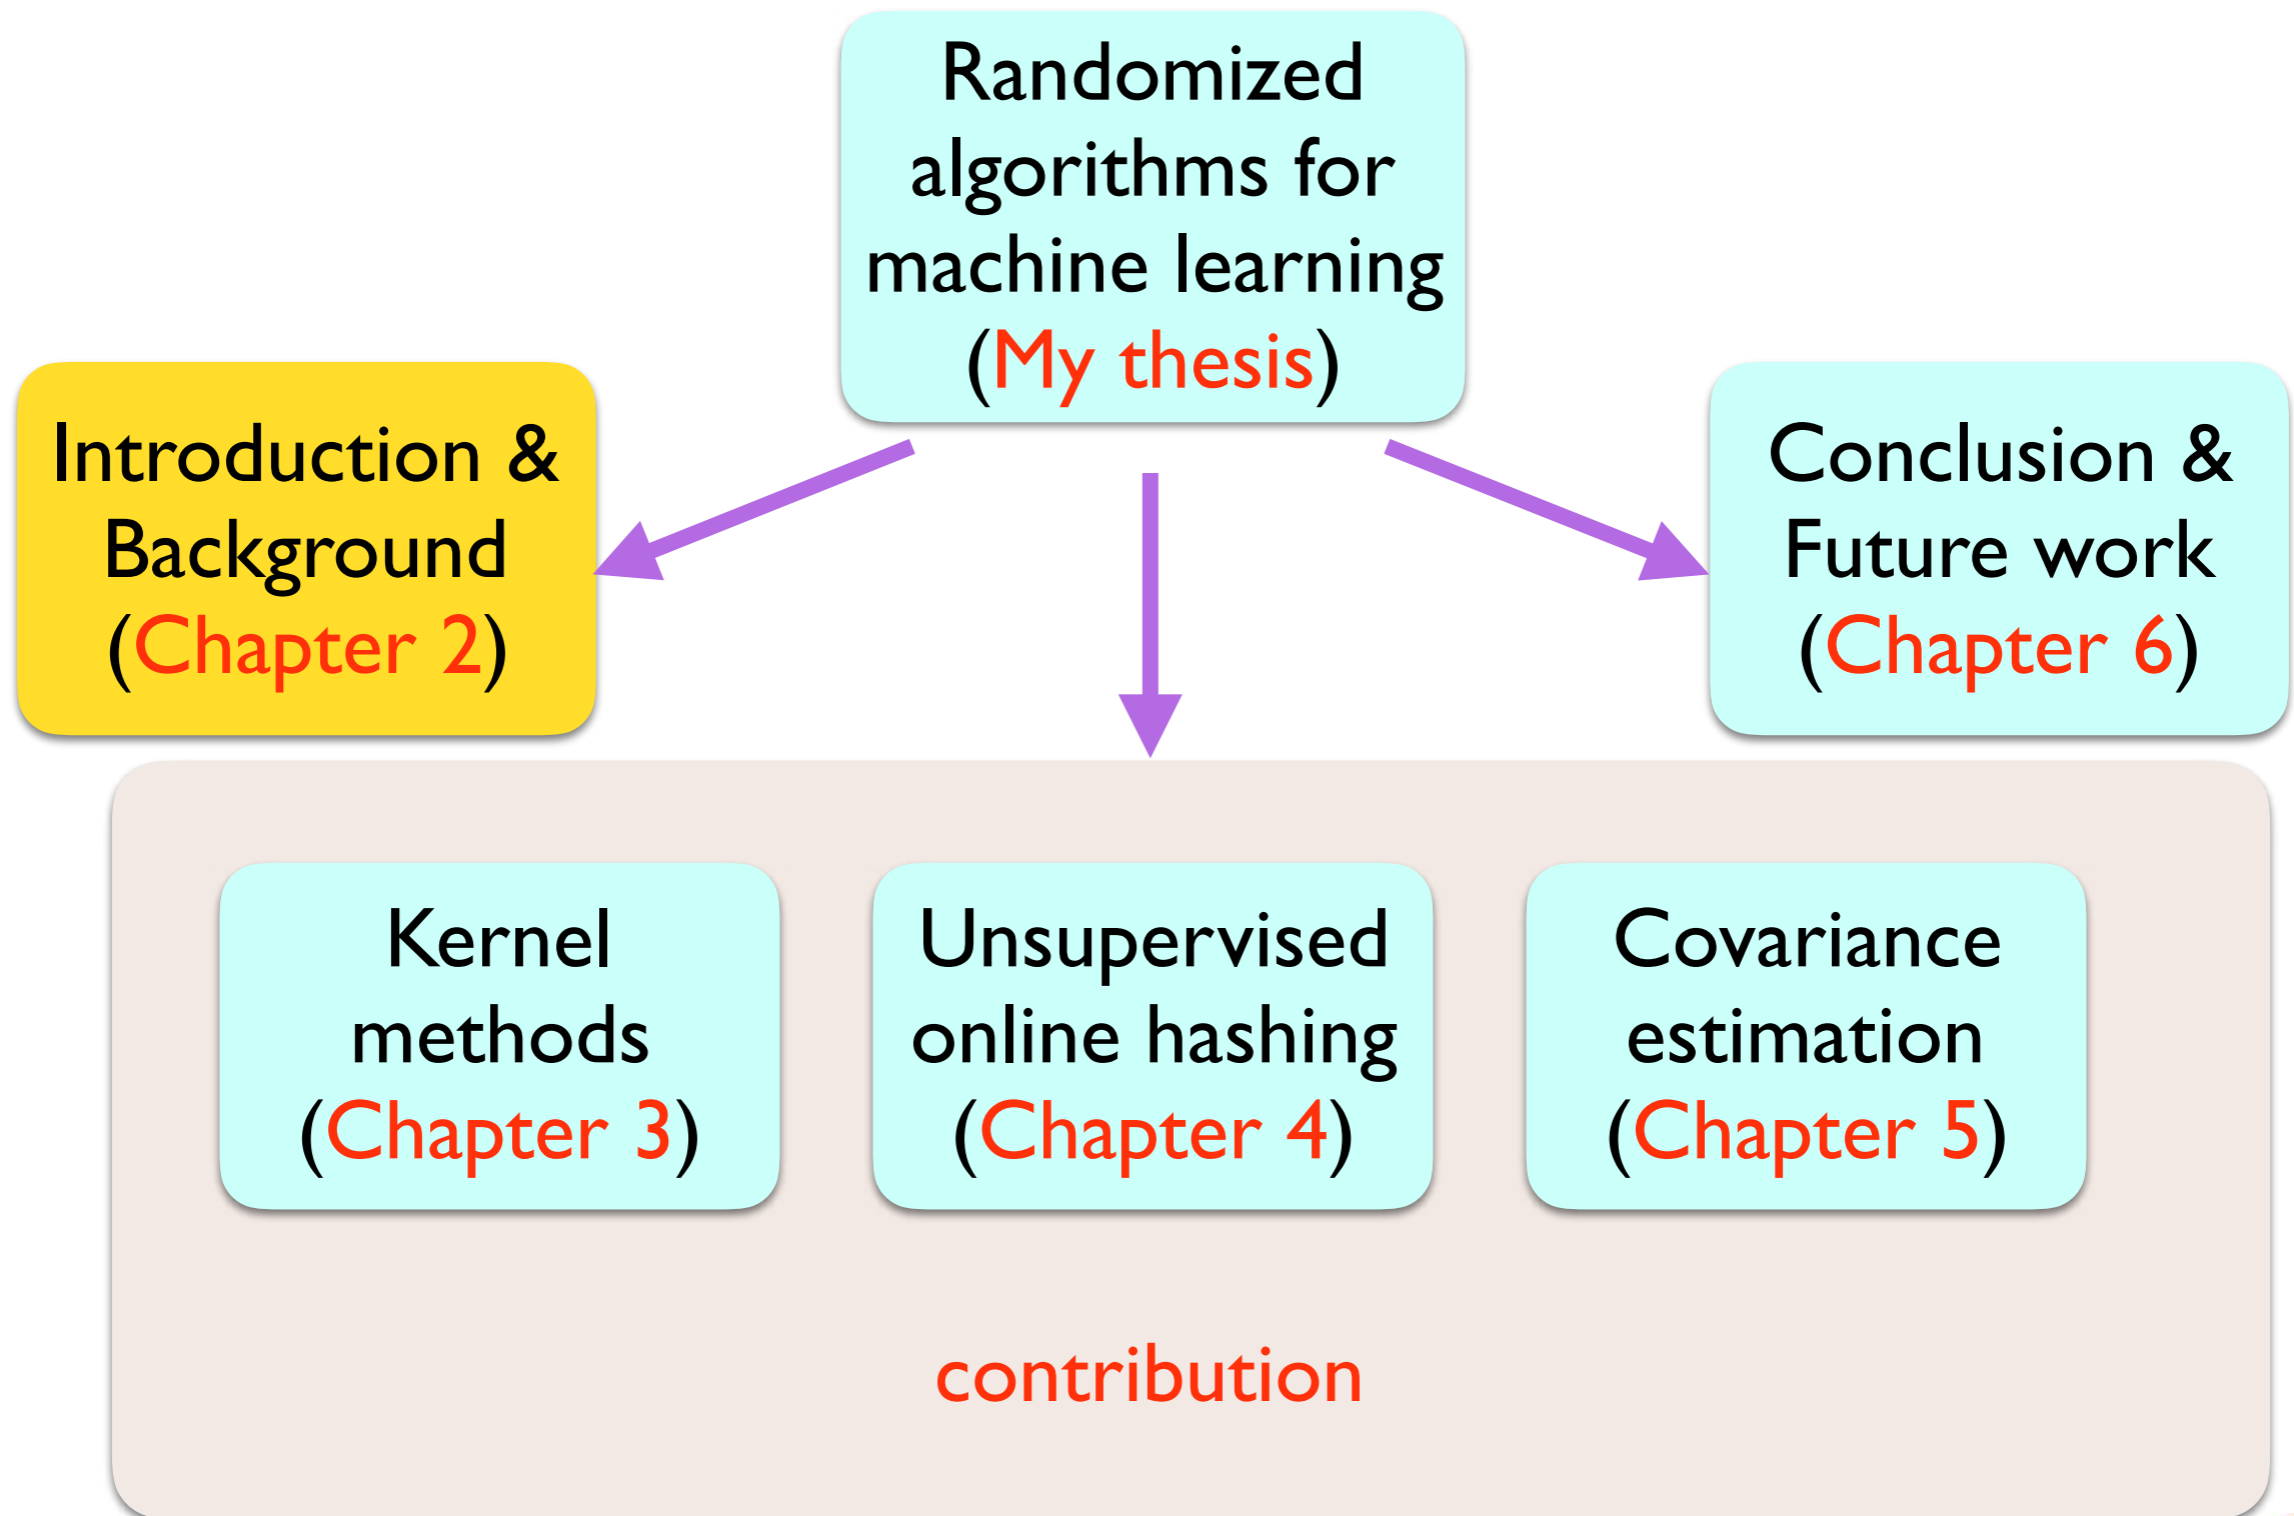 Randomized
algorithms for
machine learning
(My thesis)
Introduction &
Background
(Chapter 2)
Conclusion &
Future work
(Chapter 6)
Kernel
methods
(Chapter 3)
Unsupervised
online hashing
(Chapter 4)
Covariance
estimation
(Chapter 5)
contribution